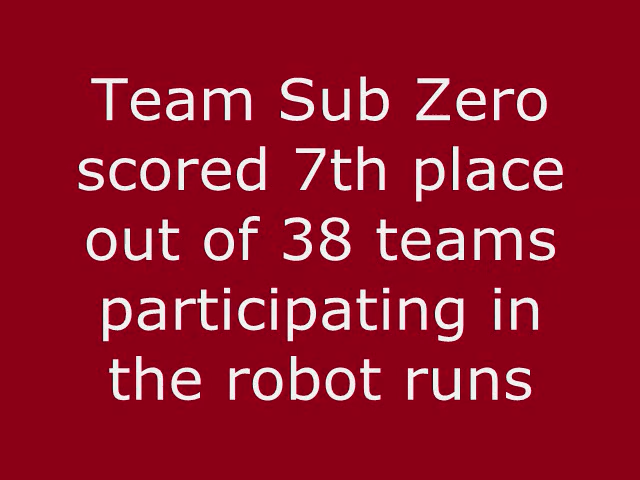 Team Sub Zero
scored 7th place
out of 38 teams
participating in
the robot runs